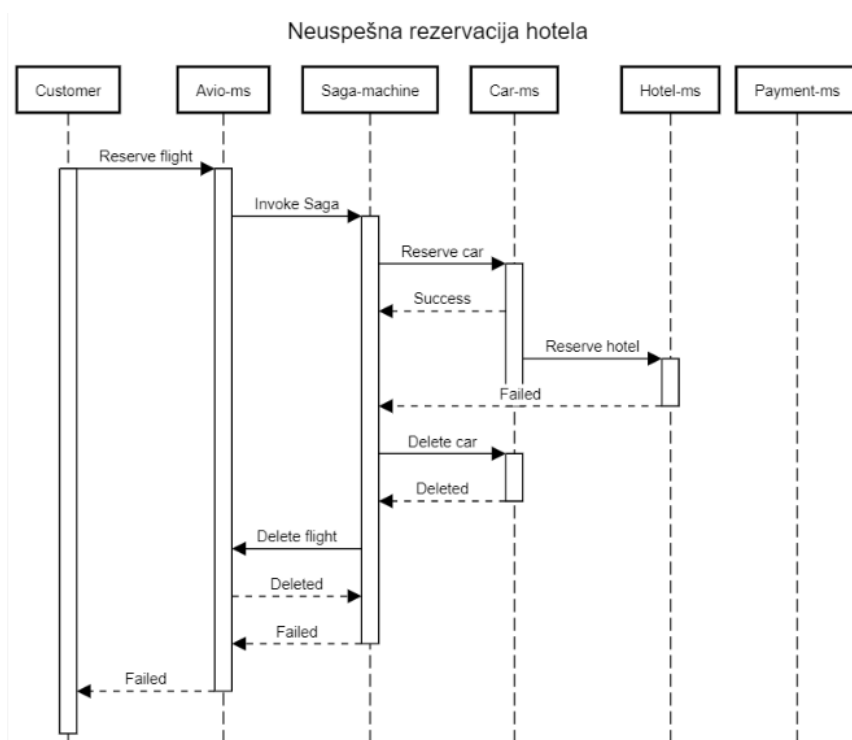 Neuspešna rezervacija hotela
Customer
Avio-ms
Saga-machine
Car-ms
Hotel-ms
Payment-ms
Reserve flight
Invoke Saga
Reserve car
Success
Reserve hotel
Failed
Delete car
Deleted
Delete flight
Deleted
Failed
Failed